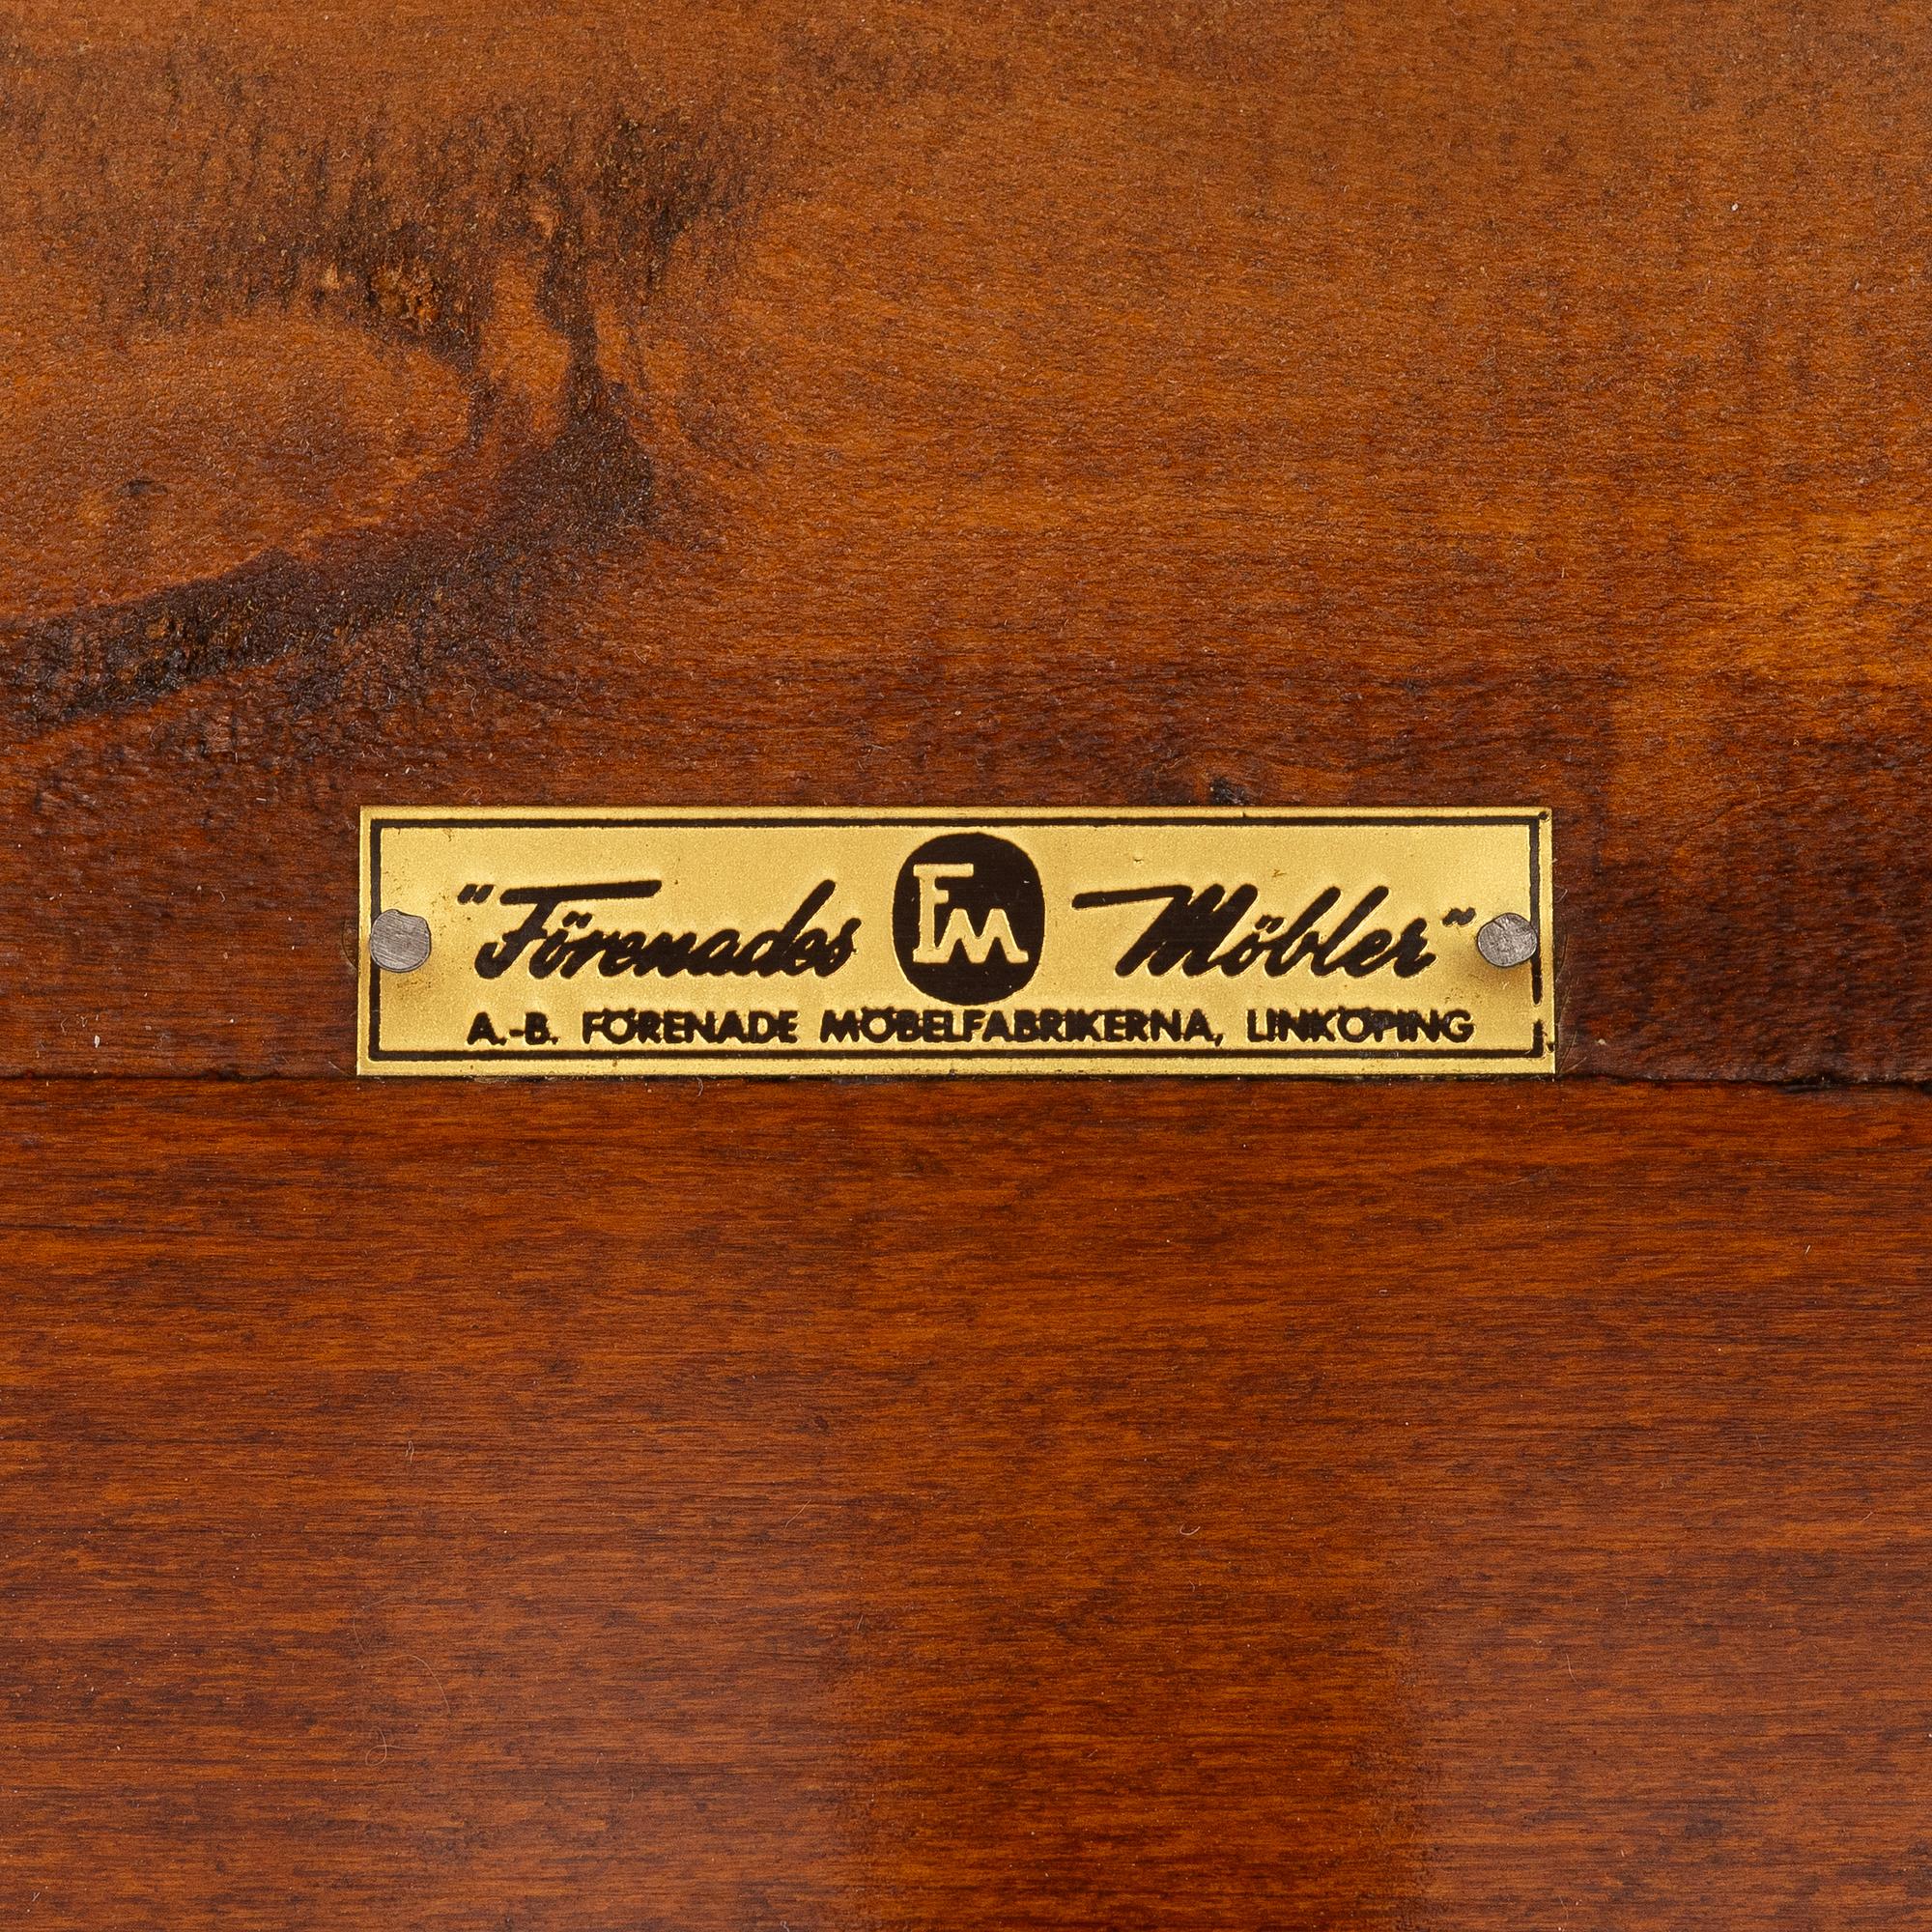 "Förenades FM Möbler"
A.-B. FÖRENADE MÖBELFABRIKERNA, LINKÖPING